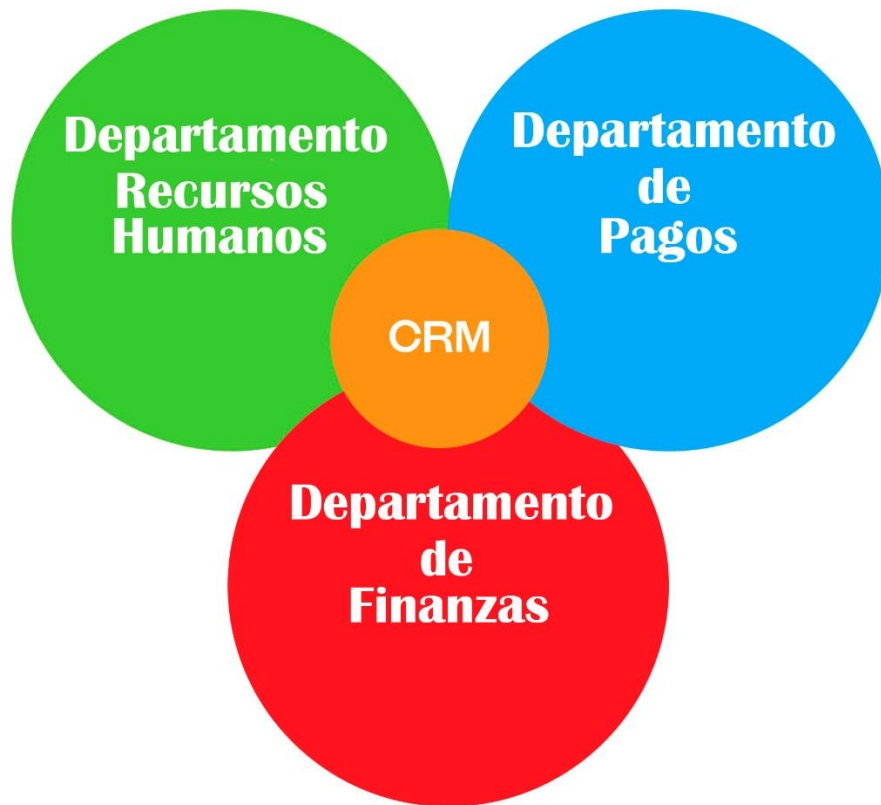 Departamento
Recursos
Humanos
Departamento
de
Pagos
CRM
Departamento
de
Finanzas